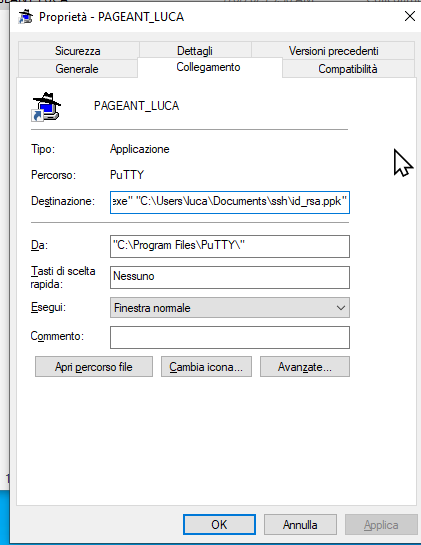 Proprietà - PAGEANT_LUCA
Sicurezza Dettagli Versioni precedenti
Generale Collegamento Compatibilità
PAGEANT_LUCA
Tipo: Applicazione
Percorso: PuTTY
Destinazione: exe" "C:\Users\luca\Documents\ssh\id_rsa.ppk"
Da: "C:\Program Files\PuTTY\"
Tasti di scelta rapida: Nessuno
Esegui: Finestra normale
Commento:
Apri percorso file Cambia icona... Avanzate...
OK Annulla Applica